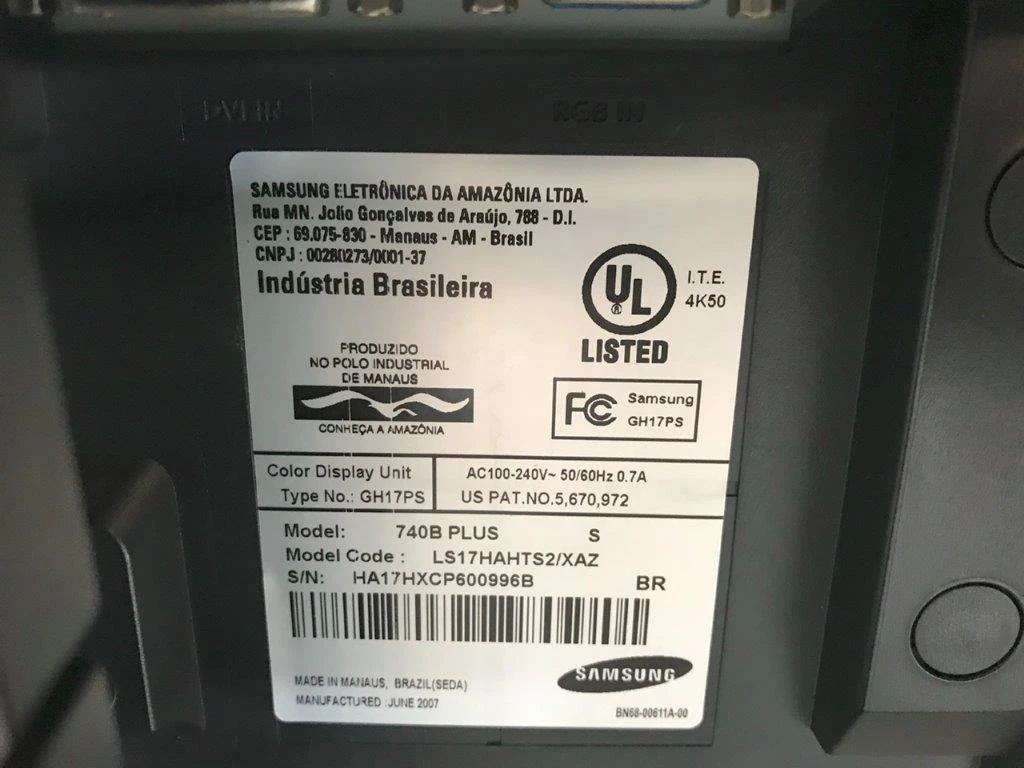 DVI IN
RGB IN
SAMSUNG ELETRÔNICA DA AMAZÔNIA LTDA.
Rua MN. Jolio Gonçalves de Araújo, 788 - D.I.
CEP : 69.075-830 - Manaus - AM - Brasil
CNPJ : 00280273/0001-37
Indústria Brasileira
UL
®
I.T.E.
4K50
LISTED
PRODUZIDO
NO POLO INDUSTRIAL
DE MANAUS
CONHEÇA A AMAZÔNIA
FC Samsung
GH17PS
Color Display Unit
Type No.: GH17PS
AC100-240V~ 50/60Hz 0.7A
US PAT.NO.5,670,972
Model: 740B PLUS S
Model Code : LS17HAHTS2/XAZ
S/N: HA17HXCP600996B BR
SAMSUNG
MADE IN MANAUS, BRAZIL(SEDA)
MANUFACTURED :JUNE 2007
BN68-00611A-00